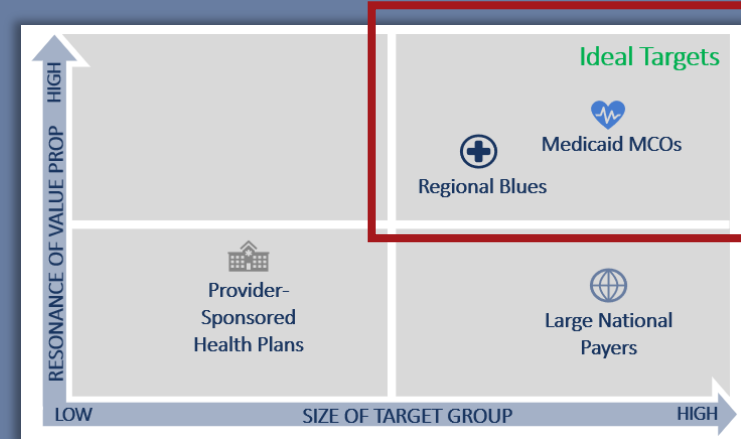 Ideal Targets
Medicaid MCOs
Regional Blues
Provider-
Sponsored
Health Plans
Large National
Payers
RESONANCE OF VALUE PROP HIGH
LOW SIZE OF TARGET GROUP HIGH